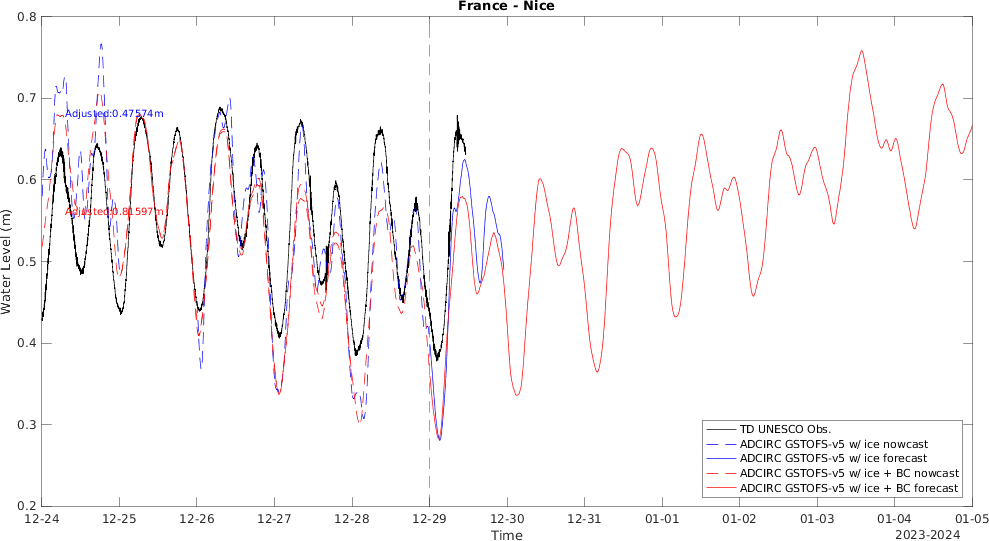 France - Nice
0.8
0.7
0.6
0.5
0.4
0.3
0.2
Water Level (m)
Adjusted:0.47574m
Adjusted:0.81597m
TD UNESCO Obs.
ADCIRC GSTOFS-v5 w/ ice nowcast
ADCIRC GSTOFS-v5 w/ ice forecast
ADCIRC GSTOFS-v5 w/ ice + BC nowcast
ADCIRC GSTOFS-v5 w/ ice + BC forecast
12-24 12-25 12-26 12-27 12-28 12-29 12-30 12-31 01-01 01-02 01-03 01-04 01-05
Time
2023-2024